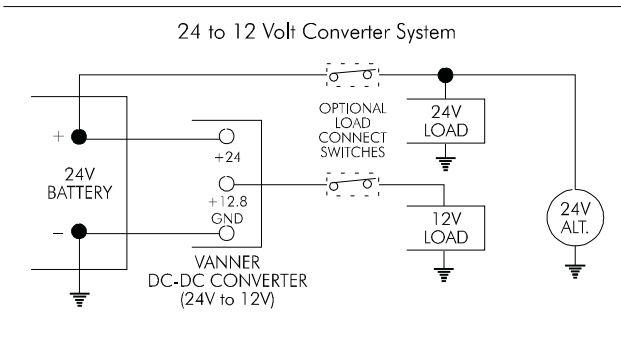 24 to 12 Volt Converter System
OPTIONAL
LOAD
CONNECT
SWITCHES
24V
LOAD
+
+24
24V
BATTERY
+12.8
GND
–
12V
LOAD
24V
ALT.
VANNER
DC-DC CONVERTER
(24V to 12V)